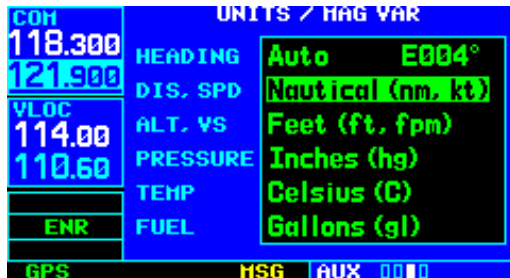 COM
118.300
121.900
VLOC
114.00
110.60
ENR
GPS
UNITS / MAG VAR
HEADING Auto E004°
DIS, SPD Nautical (nm, kt)
ALT, VS Feet (ft, fpm)
PRESSURE Inches (hg)
TEMP Celsius (C)
FUEL Gallons (gl)
MSG AUX